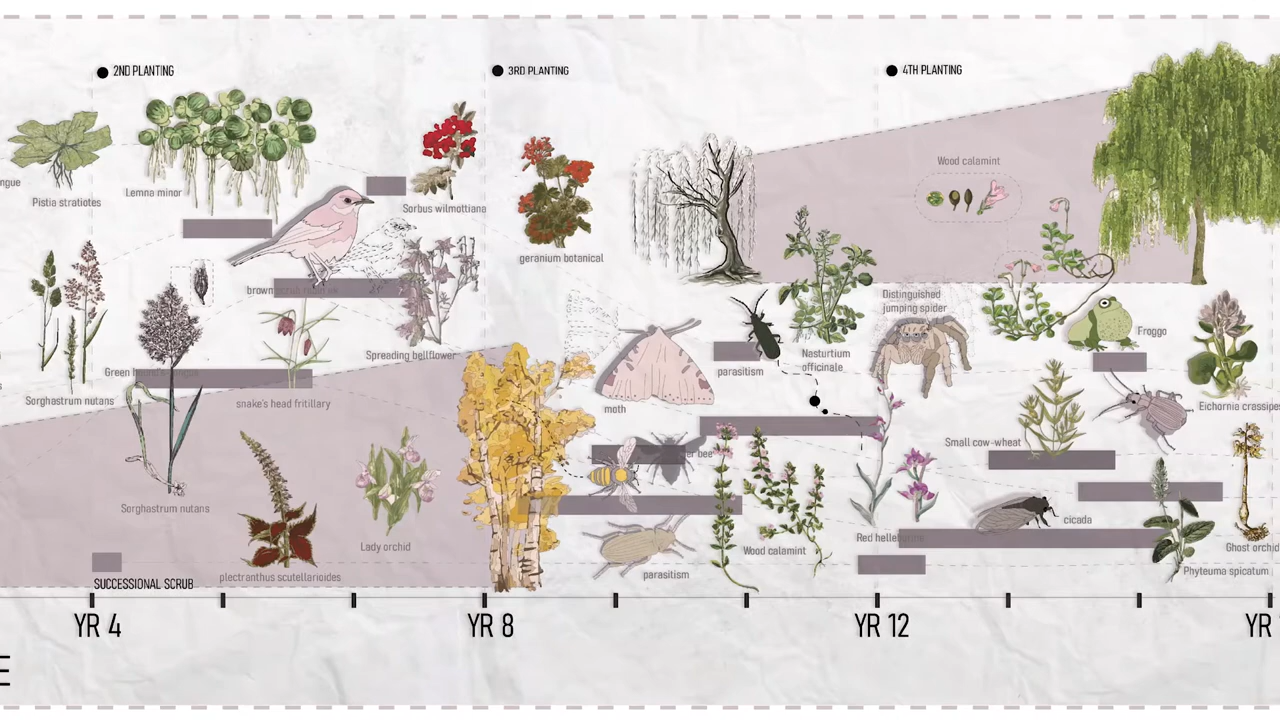 2ND PLANTING
3RD PLANTING
4TH PLANTING
Wood calamint
ngue
Pistia stratiotes
Lemna minor
Sorbus wilmottiana
geranium botanical
brown scrub robin
Distinguished
jumping spider
Froggo
Spreading bellflower
parasitism
Nasturtium
officinale
Green hound's-tongue
Sorghastrum nutans
snake's head fritillary
moth
Eichornia crassipes
Small cow-wheat
er bee
Sorghastrum nutans
Lady orchid
Wood calamint
Red helleborine
cicada
Ghost orchid
plectranthus scutellarioides
parasitism
Phyteuma spicatum
SUCCESSIONAL SCRUB
YR 4
YR 8
YR 12
YR
E